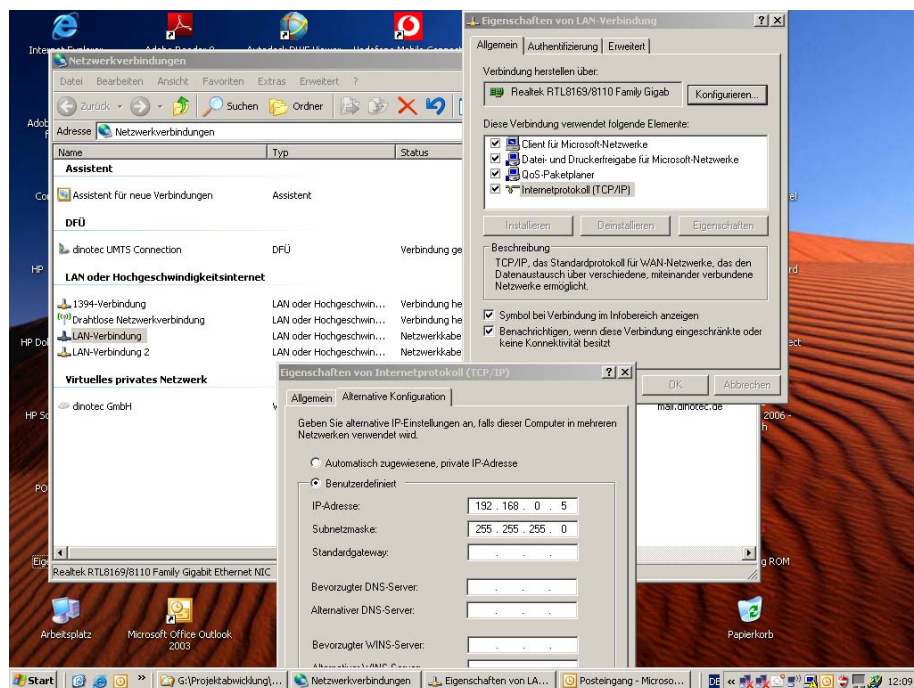 Eigenschaften von LAN-Verbindung
Allgemein
Authentifizierung
Erweitert
Verbindung herstellen über:
Realtek RTL8169/8110 Family Gigab
Konfigurieren...
Diese Verbindung verwendet folgende Elemente:
Client für Microsoft-Netzwerke
Datei- und Druckerfreigabe für Microsoft-Netzwerke
QoS-Paketplaner
Internetprotokoll (TCP/IP)
Installieren
Deinstallieren
Eigenschaften
Beschreibung
TCP/IP, das Standardprotokoll für WAN-Netzwerke, das den
Datenaustausch über verschiedene, miteinander verbundene
Netzwerke ermöglicht.
Symbol bei Verbindung im Infobereich anzeigen
Benachrichtigen, wenn diese Verbindung eingeschränkte oder
keine Konnektivität besitzt
OK
Abbrechen
Netzwerkverbindungen
Datei Bearbeiten Ansicht Favoriten Extras Erweitert ?
Zurück
Suchen
Ordner
Adresse
Netzwerkverbindungen
Name
Typ
Status
Assistent
Assistent für neue Verbindungen
Assistent
DFÜ
dinotec UMTS Connection
DFÜ
Verbindung ge
LAN oder Hochgeschwindigkeitsinternet
1394-Verbindung
LAN oder Hochgeschwin...
Verbindung he
Drahtlose Netzwerkverbindung
LAN oder Hochgeschwin...
Verbindung he
LAN-Verbindung
LAN oder Hochgeschwin...
Netzwerkkabe
LAN-Verbindung 2
LAN oder Hochgeschwin...
Netzwerkkabe
Virtuelles privates Netzwerk
dinotec GmbH
mail.dinotec.de
Realtek RTL8169/8110 Family Gigabit Ethernet NIC
Eigenschaften von Internetprotokoll (TCP/IP)
Allgemein
Alternative Konfiguration
Geben Sie alternative IP-Einstellungen an, falls dieser Computer in mehreren
Netzwerken verwendet wird.
Automatisch zugewiesene, private IP-Adresse
Benutzerdefiniert
IP-Adresse:
192 . 168 . 0 . 5
Subnetzmaske:
255 . 255 . 255 . 0
Standardgateway:
Bevorzugter DNS-Server:
Alternativer DNS-Server:
Bevorzugter WINS-Server:
Arbeitsplatz
Microsoft Office Outlook
2003
Papierkorb
Start
G:\Projektabwicklung\...
Netzwerkverbindungen
Eigenschaften von LA...
Posteingang - Microso...
DE
12:09